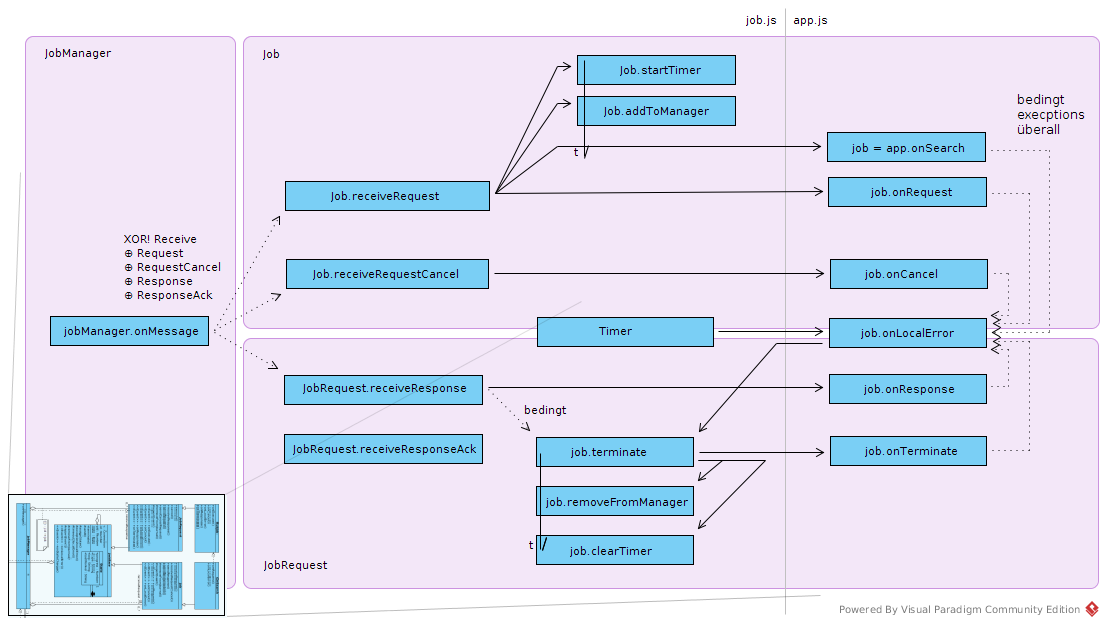 job.js
app.js
JobManager
Job
Job.startTimer
Job.addToManager
bedingt
execptions
überall
t
job = app.onSearch
Job.receiveRequest
job.onRequest
XOR! Receive
⊕ Request
⊕ RequestCancel
⊕ Response
⊕ ResponseAck
Job.receiveRequestCancel
job.onCancel
jobManager.onMessage
Timer
job.onLocalError
JobRequest.receiveResponse
job.onResponse
bedingt
JobRequest.receiveResponseAck
job.terminate
job.onTerminate
job.removeFromManager
t
job.clearTimer
JobRequest
Powered By Visual Paradigm Community Edition